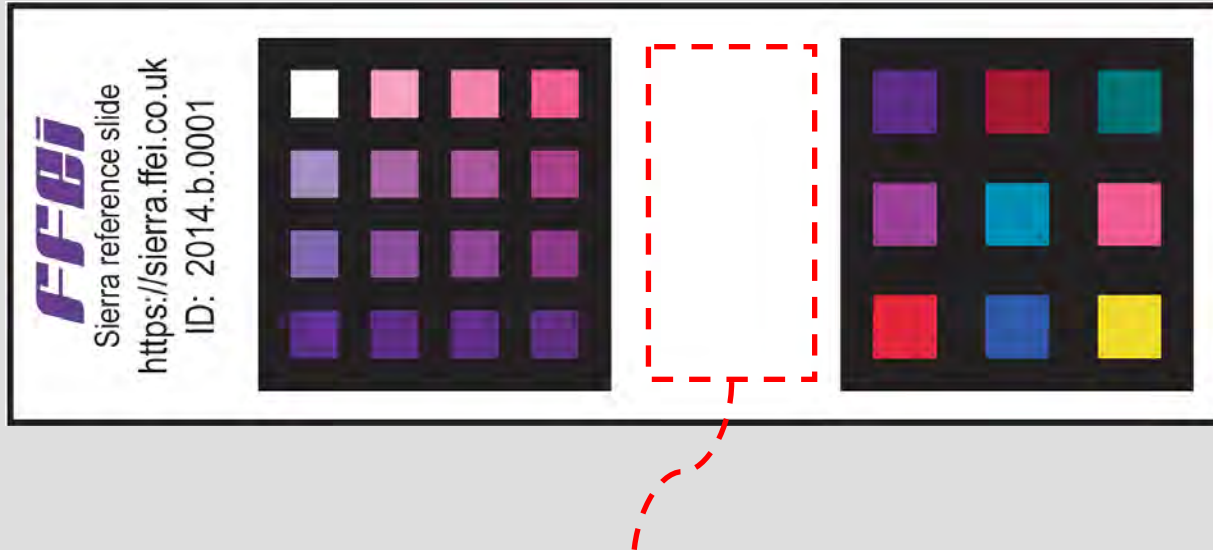 FFEI
Sierra reference slide
https://sierra.ffei.co.uk
ID: 2014.b.0001